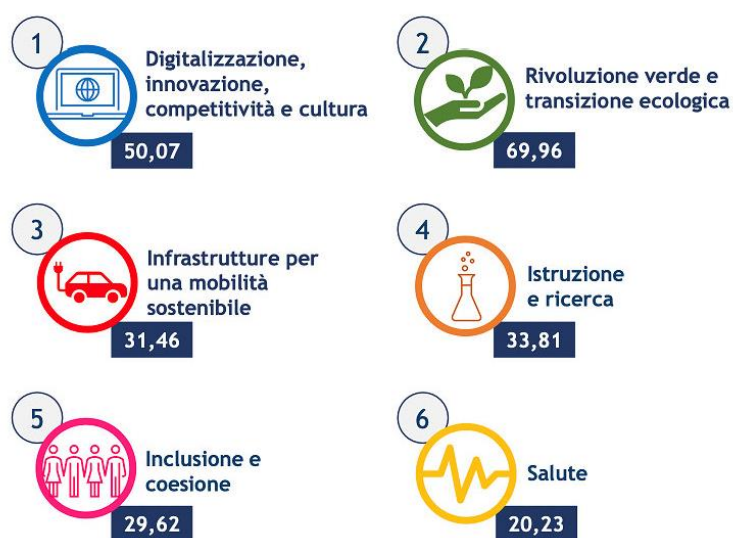 1
Digitalizzazione,
innovazione,
competitività e cultura
50,07
2
Rivoluzione verde e
transizione ecologica
69,96
3
Infrastrutture per
una mobilità
sostenibile
31,46
4
Istruzione
e ricerca
33,81
5
Inclusione e
coesione
29,62
6
Salute
20,23